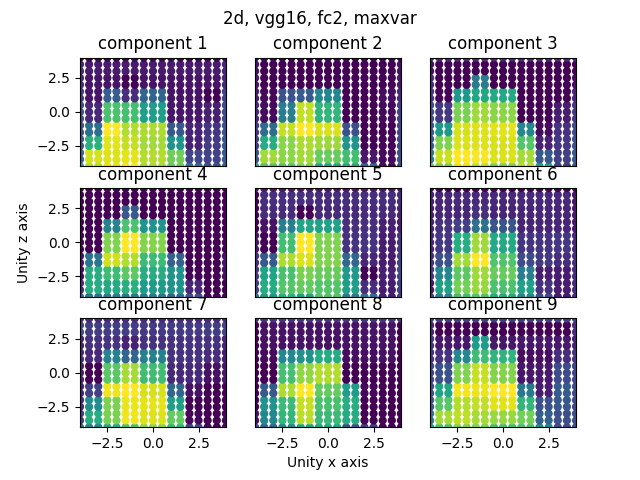 2d, vgg16, fc2, maxvar
component 1 component 2 component 3
2.5
0.0
−2.5
component 4 component 5 component 6
Unity z axis
2.5
0.0
−2.5
component 7 component 8 component 9
2.5
0.0
−2.5
−2.5 0.0 2.5 −2.5 0.0 2.5 −2.5 0.0 2.5
Unity x axis